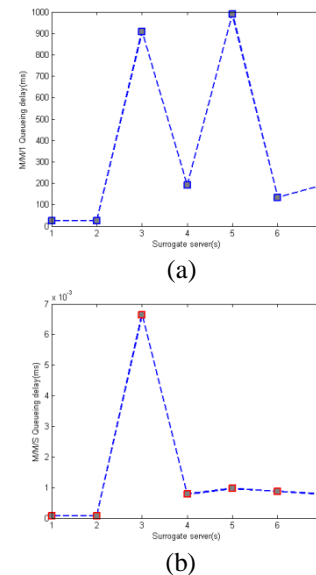 1000
900
800
700
600
500
400
300
200
100
0
M/M/1 Queueing delay(ms)
1 2 3 4 5 6
Surrogate server(s)
(a)
x 10^-3
7
6
5
4
3
2
1
0
M/M/S Queueing delay(ms)
1 2 3 4 5 6
Surrogate server(s)
(b)